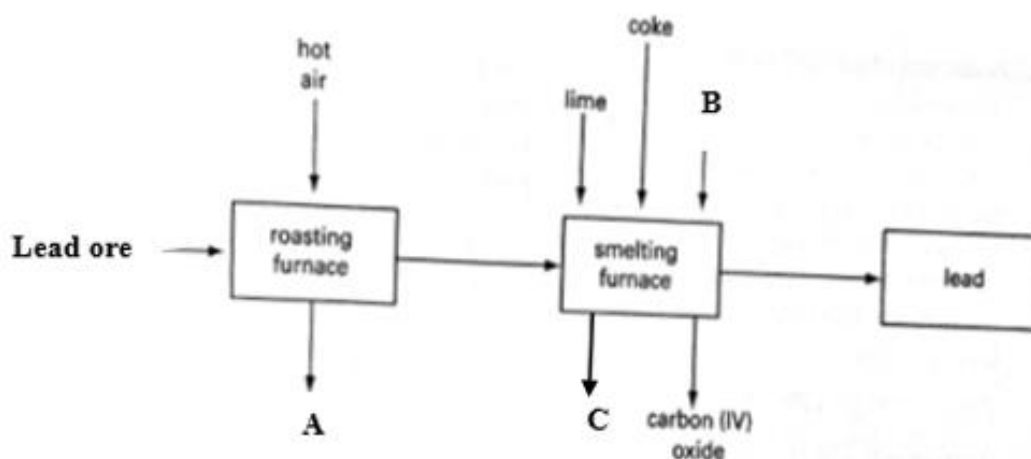 coke
hot
air
lime
B
Lead ore
roasting
furnace
smelting
furnace
lead
A
C
carbon (IV)
oxide